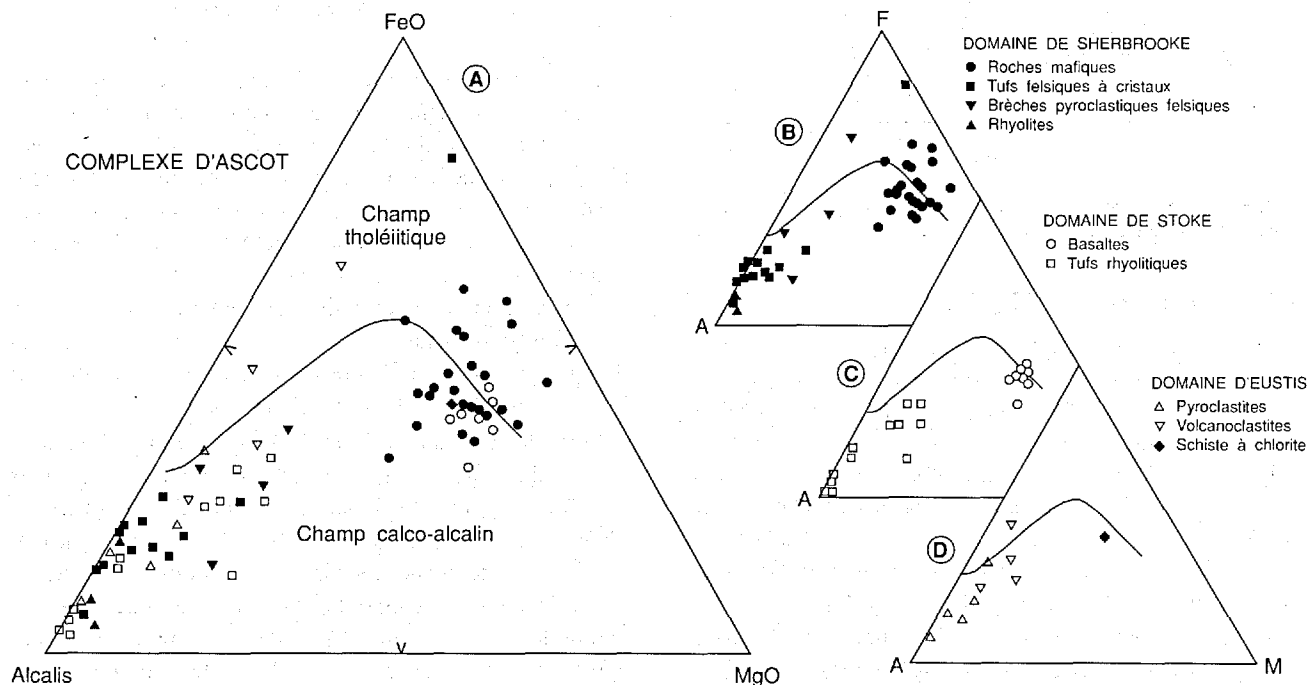 FeO
A
COMPLEXE D'ASCOT
Champ
tholéiitique
Champ calco-alcalin
Alcalis
MgO
v
F
B
A
DOMAINE DE SHERBROOKE
Roches mafiques
Tufs felsiques à cristaux
Brèches pyroclastiques felsiques
Rhyolites
C
A
DOMAINE DE STOKE
Basaltes
Tufs rhyolitiques
D
A
M
DOMAINE D'EUSTIS
Pyroclastites
Volcanoclastites
Schiste à chlorite